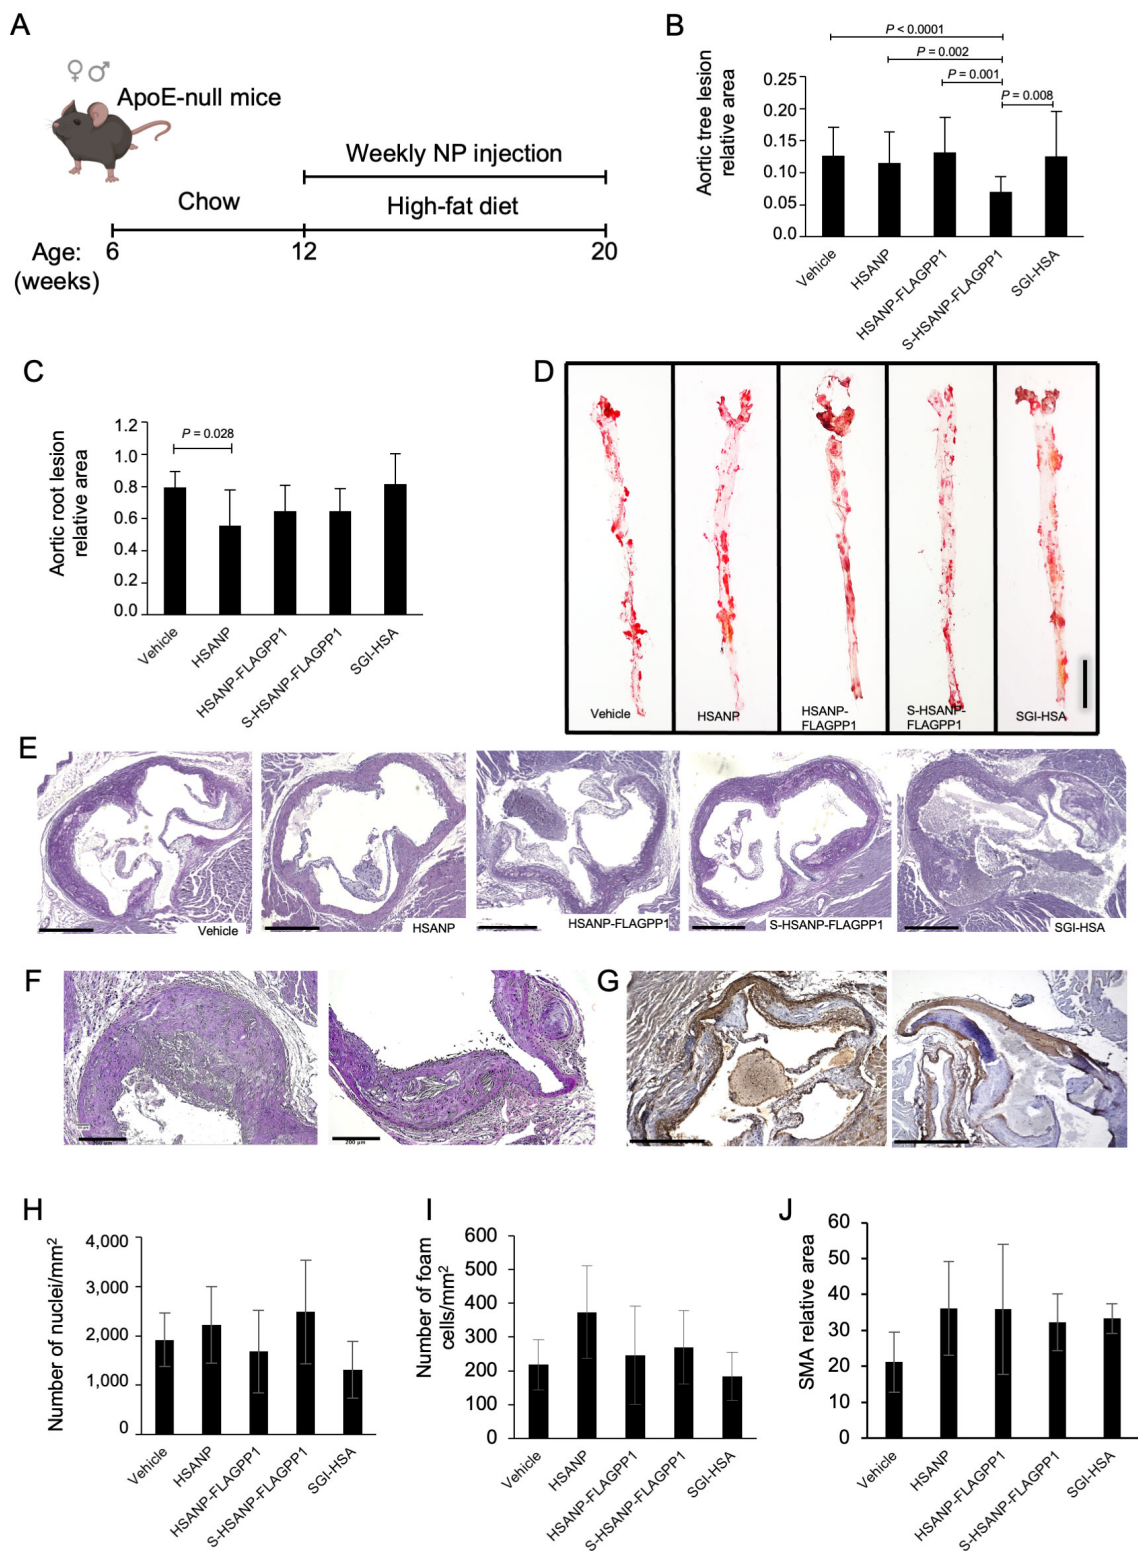 A
♀ ♂
ApoE-null mice
Weekly NP injection
Chow
High-fat diet
Age:
(weeks)
6
12
20
B
P < 0.0001
P = 0.002
P = 0.001
P = 0.008
Aortic tree lesion
relative area
0.25
0.20
0.15
0.10
0.05
0.0
Vehicle
HSANP
HSANP-FLAGPP1
S-HSANP-FLAGPP1
SGI-HSA
C
P = 0.028
Aortic root lesion
relative area
1.2
1.0
0.8
0.6
0.4
0.2
0.0
Vehicle
HSANP
HSANP-FLAGPP1
S-HSANP-FLAGPP1
SGI-HSA
D
Vehicle
HSANP
HSANP-
FLAGPP1
S-HSANP-
FLAGPP1
SGI-HSA
E
Vehicle
HSANP
HSANP-FLAGPP1
S-HSANP-FLAGPP1
SGI-HSA
F
200 µm
200 µm
G
H
Number of nuclei/mm²
4,000
3,000
2,000
1,000
0
Vehicle
HSANP
HSANP-FLAGPP1
S-HSANP-FLAGPP1
SGI-HSA
I
Number of foam
cells/mm²
600
500
400
300
200
100
0
Vehicle
HSANP
HSANP-FLAGPP1
S-HSANP-FLAGPP1
SGI-HSA
J
SMA relative area
60
50
40
30
20
10
0
Vehicle
HSANP
HSANP-FLAGPP1
S-HSANP-FLAGPP1
SGI-HSA